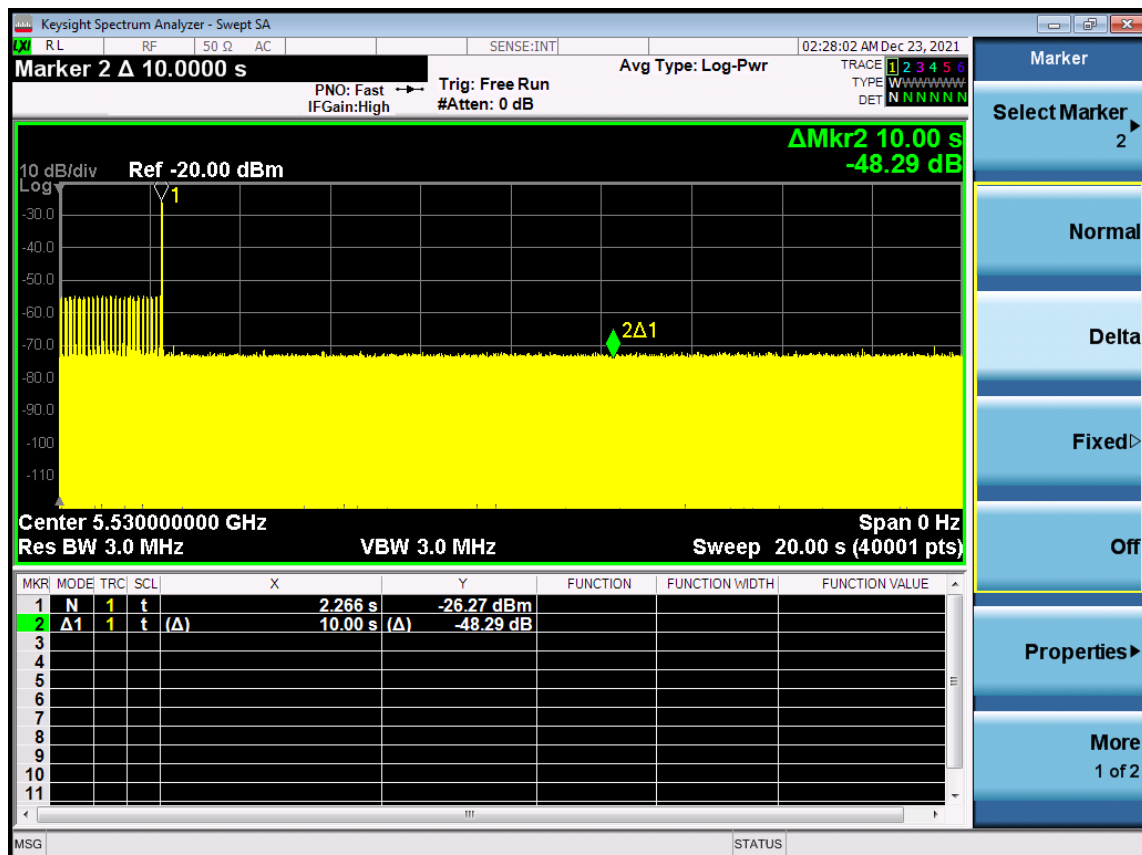 Keysight Spectrum Analyzer - Swept SA
LXI RL RF 50 Ω AC SENSE:INT 02:28:02 AM Dec 23, 2021
Marker 2 Δ 10.0000 s
PNO: Fast
IFGain:High
Trig: Free Run
#Atten: 0 dB
Avg Type: Log-Pwr
TRACE 1 2 3 4 5 6
TYPE WWWWWW
DET N N N N N N
ΔMkr2 10.00 s
-48.29 dB
10 dB/div Ref -20.00 dBm
Log
1
-30.0
-40.0
-50.0
-60.0
2Δ1
-70.0
-80.0
-90.0
-100
-110
Center 5.530000000 GHz Span 0 Hz
Res BW 3.0 MHz VBW 3.0 MHz Sweep 20.00 s (40001 pts)
MKR MODE TRC SCL X Y FUNCTION FUNCTION WIDTH FUNCTION VALUE
1 N 1 t 2.266 s -26.27 dBm
2 Δ1 1 t (Δ) 10.00 s (Δ) -48.29 dB
3
4
5
6
7
8
9
10
11
MSG STATUS
Marker
Select Marker
2
Normal
Delta
Fixed
Off
Properties
More
1 of 2